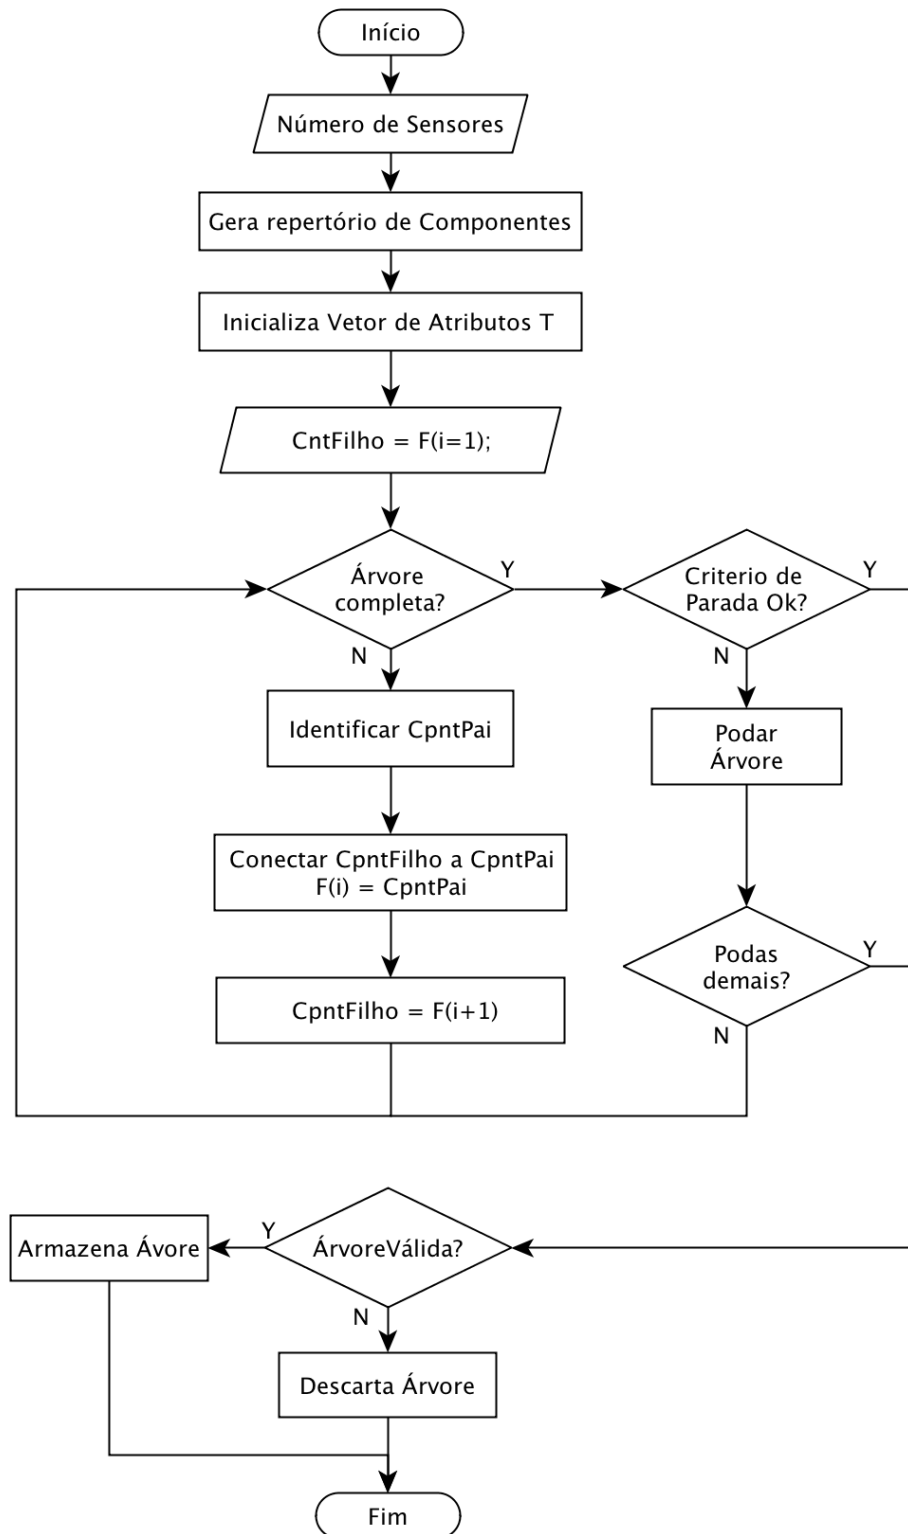 Início
Número de Sensores
Gera repertório de Componentes
Inicializa Vetor de Atributos T
CntFilho = F(i=1);
Árvore
completa?
Y
N
Criterio de
Parada Ok?
Y
N
Identificar CpntPai
Podar
Árvore
Conectar CpntFilho a CpntPai
F(i) = CpntPai
Podas
demais?
Y
N
CpntFilho = F(i+1)
ÁrvoreVálida?
Y
N
Armazena Ávore
Descarta Árvore
Fim